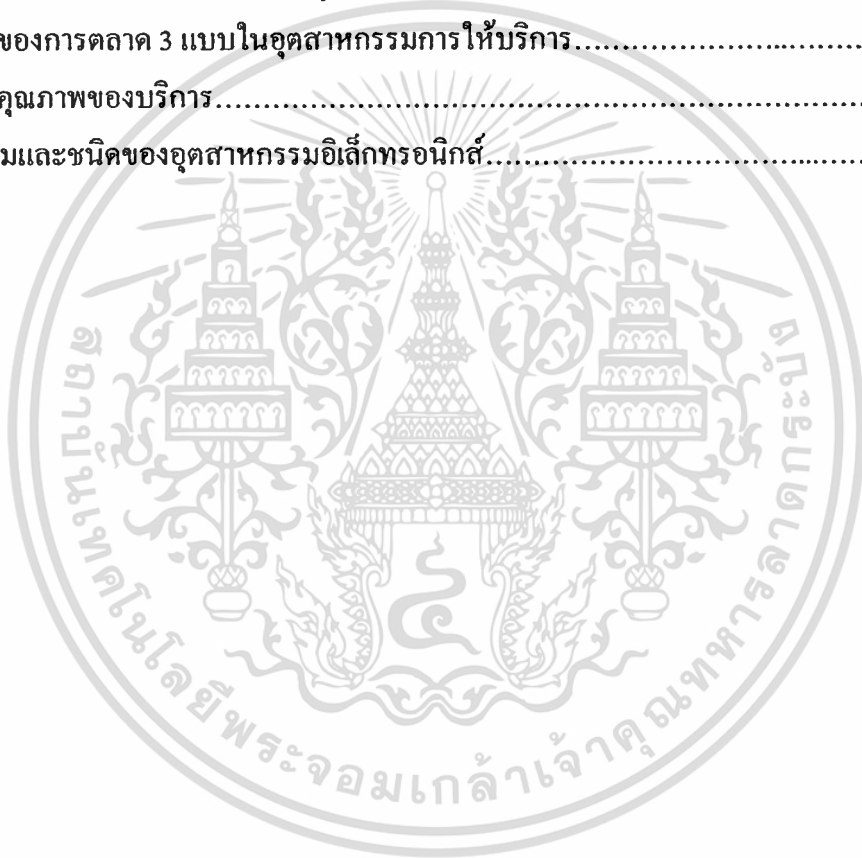 ของการตลาด 3 แบบในอุตสาหกรรมการให้บริการ...........................
คุณภาพของบริการ.......................................................................
มและชนิดของอุตสาหกรรมอิเล็กทรอนิกส์...................................
สถาบันเทคโนโลยีพระจอมเกล้าเจ้าคุณทหารลาดกระบัง
๔